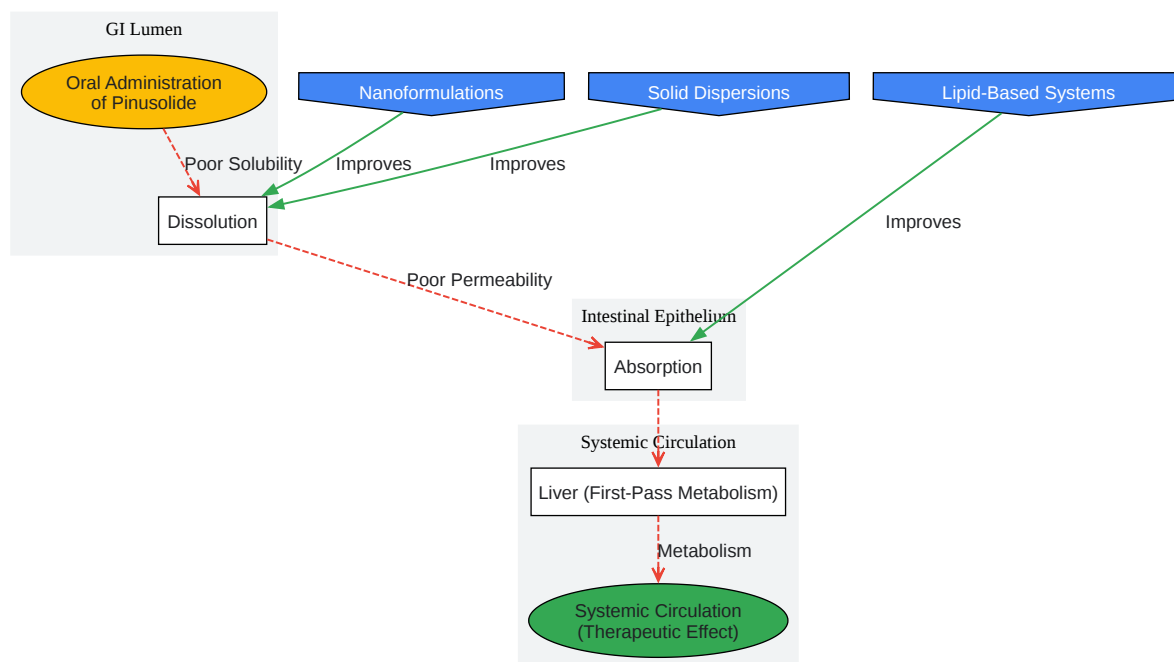 GI Lumen
Oral Administration
of Pinusolide
Nanoformulations
Solid Dispersions
Lipid-Based Systems
Poor Solubility
Improves
Improves
Dissolution
Improves
Poor Permeability
Intestinal Epithelium
Absorption
Systemic Circulation
Liver (First-Pass Metabolism)
Metabolism
Systemic Circulation
(Therapeutic Effect)